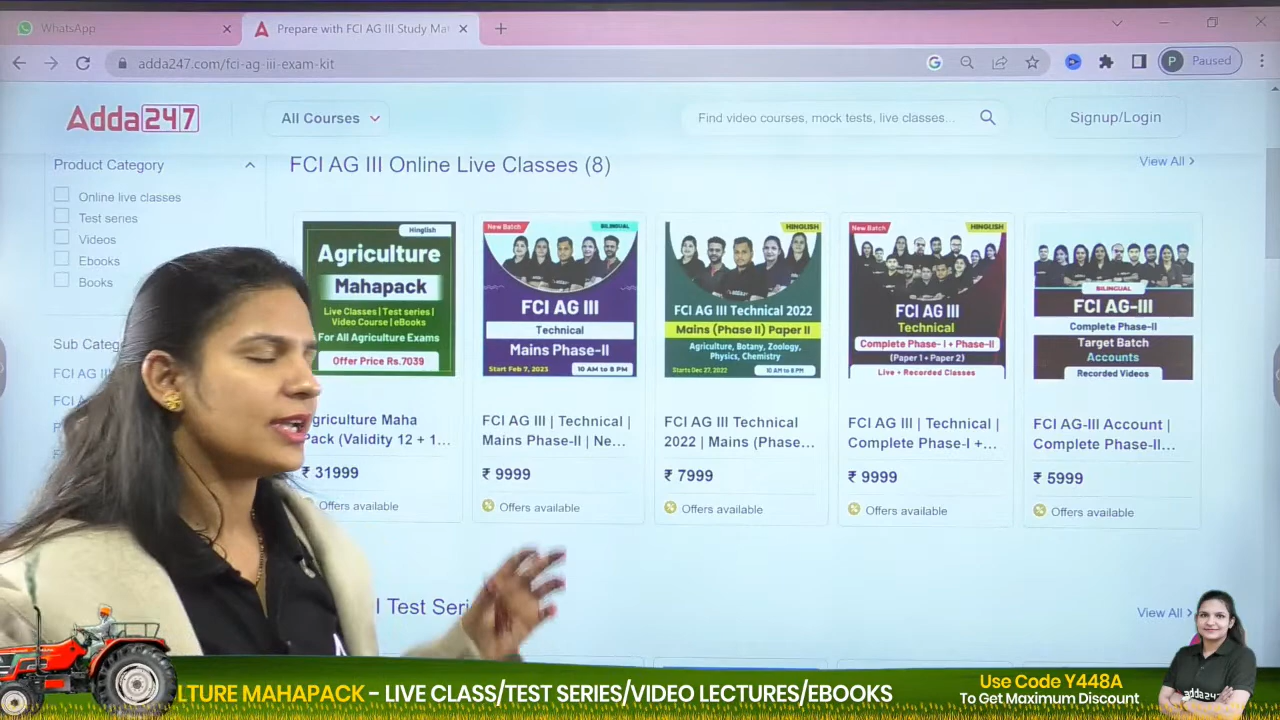 WhatsApp
Prepare with FCI AG III Study Mat
adda247.com/fci-ag-iii-exam-kit
P Paused
Adda247
All Courses
Find video courses, mock tests, live classes...
Signup/Login
Product Category
Online live classes
Test series
Videos
Ebooks
Books
Sub Categ
FCI AG III Online Live Classes (8)
View All >
Hinglish
Agriculture
Mahapack
Live Classes | Test series |
Video Course | eBooks
For All Agriculture Exams
Offer Price Rs.7039
Agriculture Maha
Pack (Validity 12 + 1...
₹ 31999
Offers available
New Batch
BILINGUAL
FCI AG III
Technical
Mains Phase-II
Start Feb 7, 2023
10 AM to 8 PM
FCI AG III | Technical |
Mains Phase-II | Ne...
₹ 9999
Offers available
HINGLISH
FCI AG III Technical 2022
Mains (Phase II) Paper II
Agriculture, Botany, Zoology,
Physics, Chemistry
Starts Dec 27, 2022
10 AM to 8 PM
FCI AG III Technical
2022 | Mains (Phase...
₹ 7999
Offers available
New Batch
HINGLISH
FCI AG III
Technical
Complete Phase- I + Phase-II
(Paper 1 + Paper 2)
Live + Recorded Classes
FCI AG III | Technical |
Complete Phase-I +...
₹ 9999
Offers available
BILINGUAL
FCI AG-III
Complete Phase-II
Target Batch
Accounts
Recorded Videos
FCI AG-III Account |
Complete Phase-II...
₹ 5999
Offers available
I Test Seri
View All >
LTURE MAHAPACK - LIVE CLASS/TEST SERIES/VIDEO LECTURES/EBOOKS
Use Code Y448A
To Get Maximum Discount
adda247